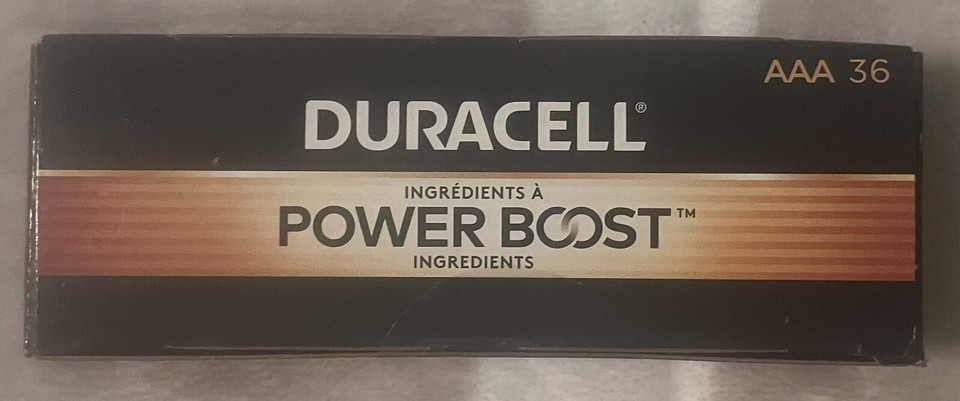 AAA 36
DURACELL®
INGRÉDIENTS À
POWER BOOST™
INGREDIENTS